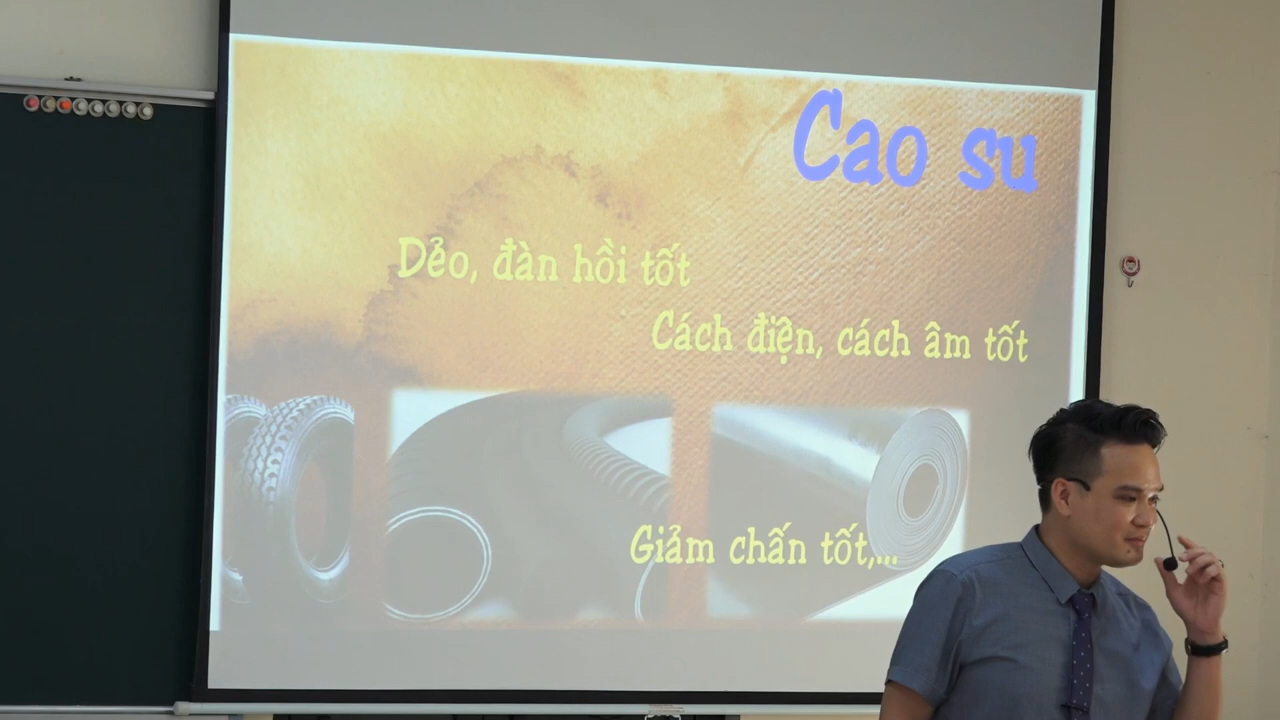 Cao su
Dẻo, đàn hồi tốt
Cách điện, cách âm tốt
Giảm chấn tốt,...